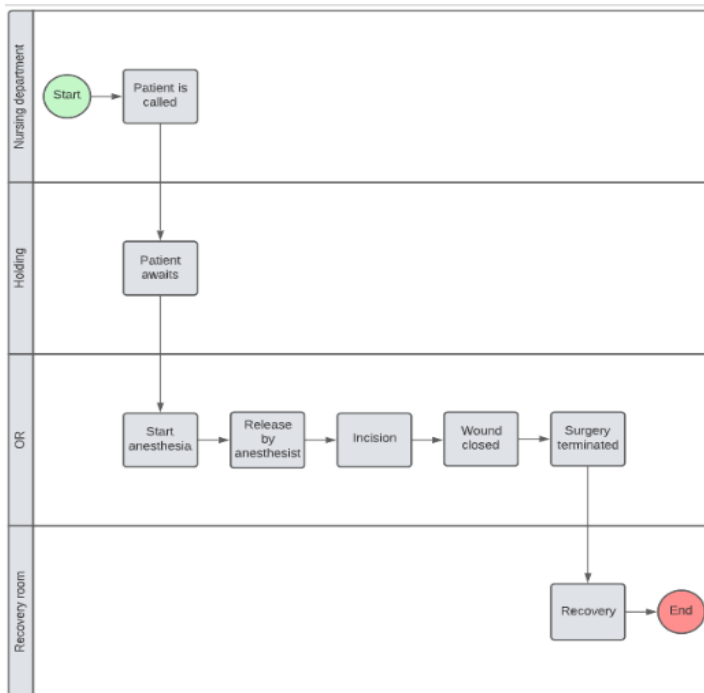 Nursing department
Start
Patient is
called
Holding
Patient
awaits
OR
Start
anesthesia
Release
by
anesthesist
Incision
Wound
closed
Surgery
terminated
Recovery room
Recovery
End